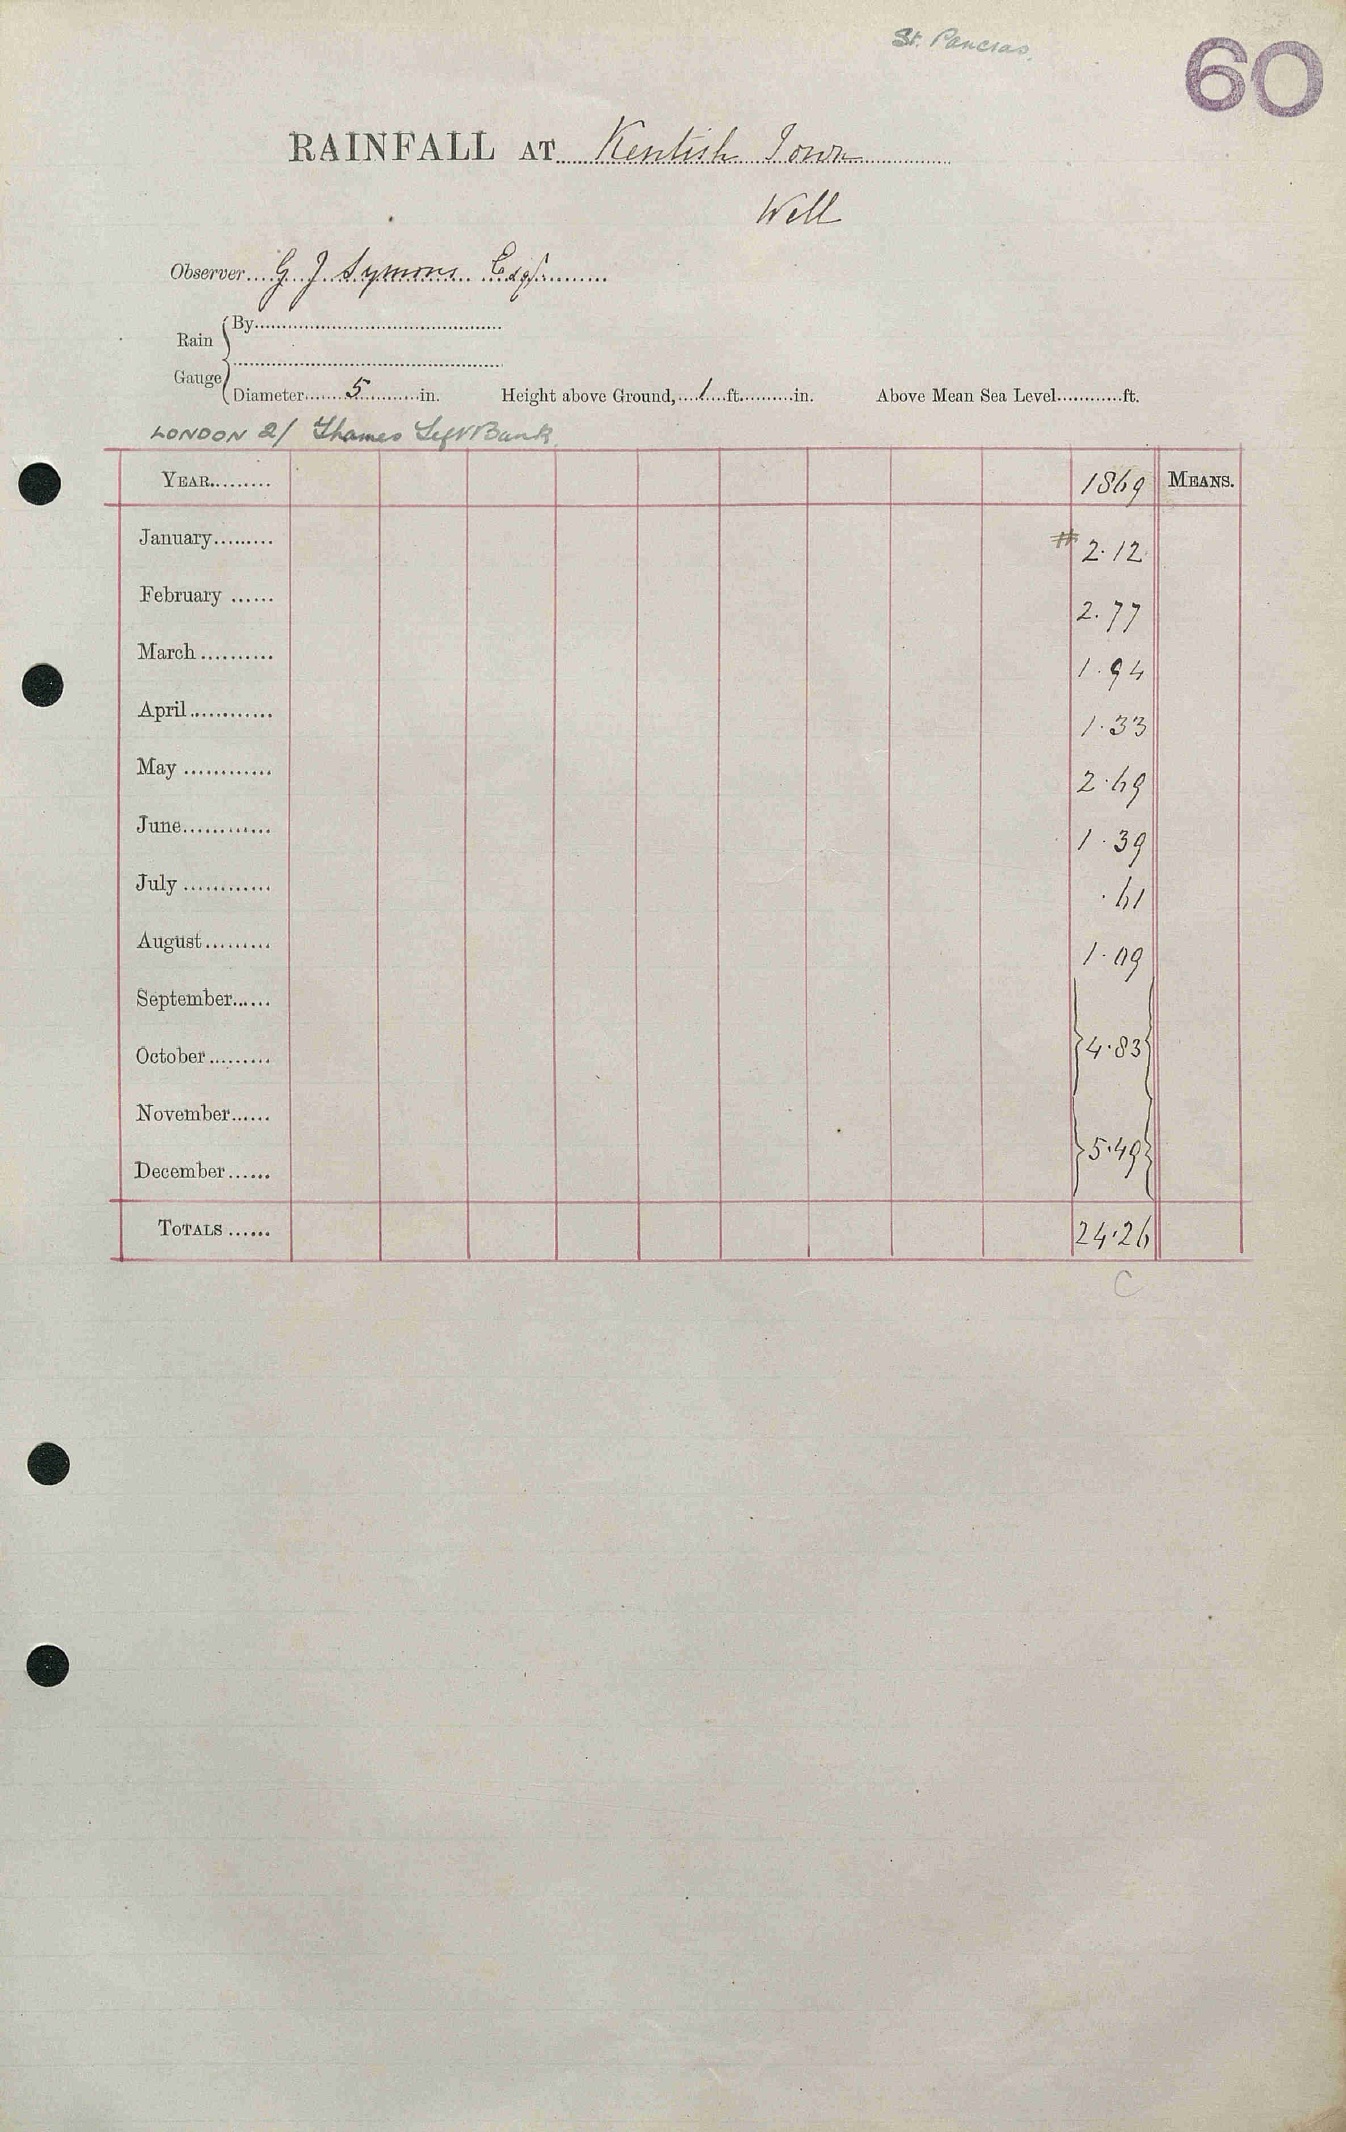 St. Pancras.
60
RAINFALL AT Kentish Town
Well
Observer G J Symons Esqr.
Rain Gauge
By
Diameter 5 in. Height above Ground, 1 ft. in. Above Mean Sea Level ft.
LONDON 2/ Thames Left Bank
YEAR 1869 MEANS.
January # 2.12
February 2.77
March 1.94
April 1.33
May 2.69
June 1.39
July .61
August 1.09
September
October 4.83
November
December 5.49
TOTALS 24.26
C